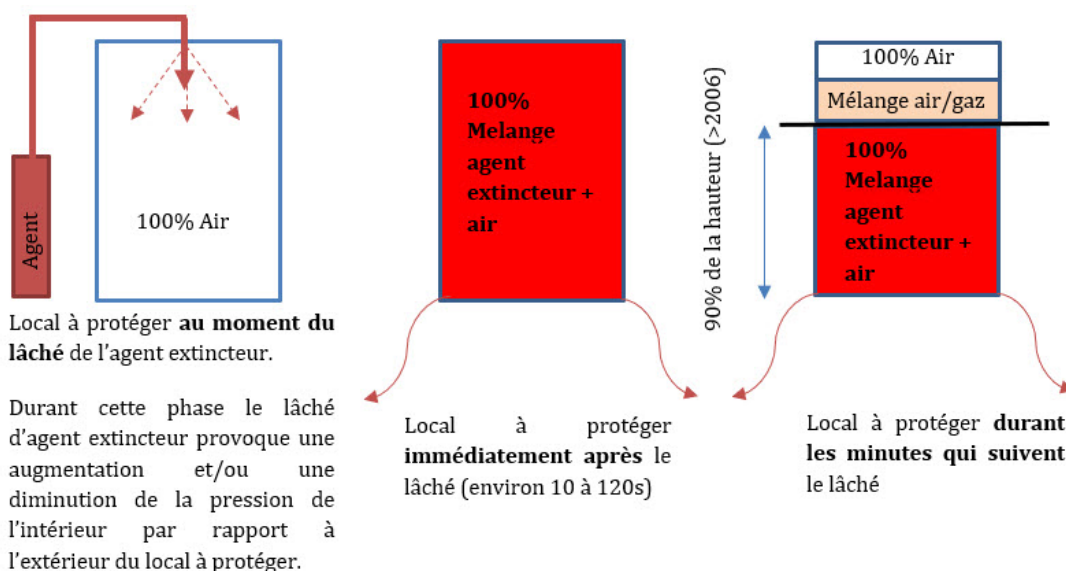 Agent
100% Air
Local à protéger au moment du
lâché de l’agent extincteur.
Durant cette phase le lâché
d’agent extincteur provoque une
augmentation et/ou une
diminution de la pression de
l’intérieur par rapport à
l’extérieur du local à protéger.
100%
Melange
agent
extincteur +
air
Local à protéger
immédiatement après le
lâché (environ 10 à 120s)
90% de la hauteur (>2006)
100% Air
Mélange air/gaz
100%
Melange
agent
extincteur +
air
Local à protéger durant
les minutes qui suivent
le lâché